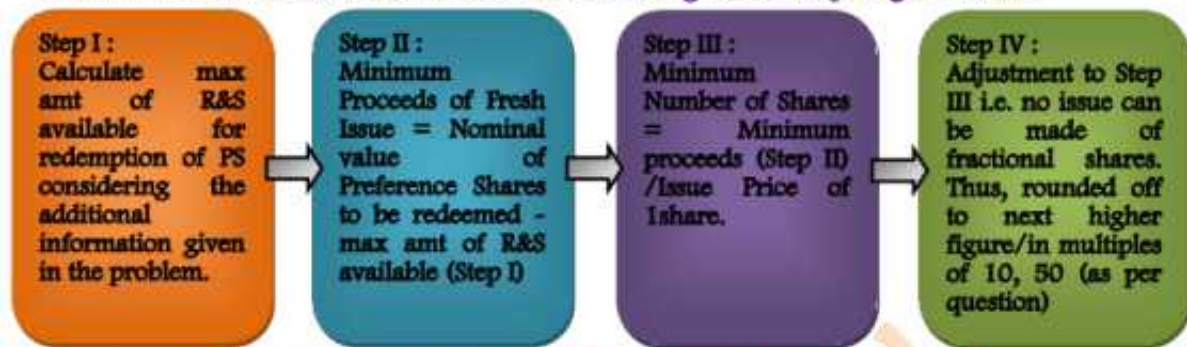 Step I :
Calculate max
amt of R&S
available for
redemption of PS
considering the
additional
information given
in the problem.
Step II :
Minimum
Proceeds of Fresh
Issue = Nominal
value of
Preference Shares
to be redeemed -
max amt of R&S
available (Step I)
Step III :
Minimum
Number of Shares
= Minimum
proceeds (Step II)
/Issue Price of
1share.
Step IV :
Adjustment to Step
III i.e. no issue can
be made of
fractional shares.
Thus, rounded off
to next higher
figure/in multiples
of 10, 50 (as per
question)